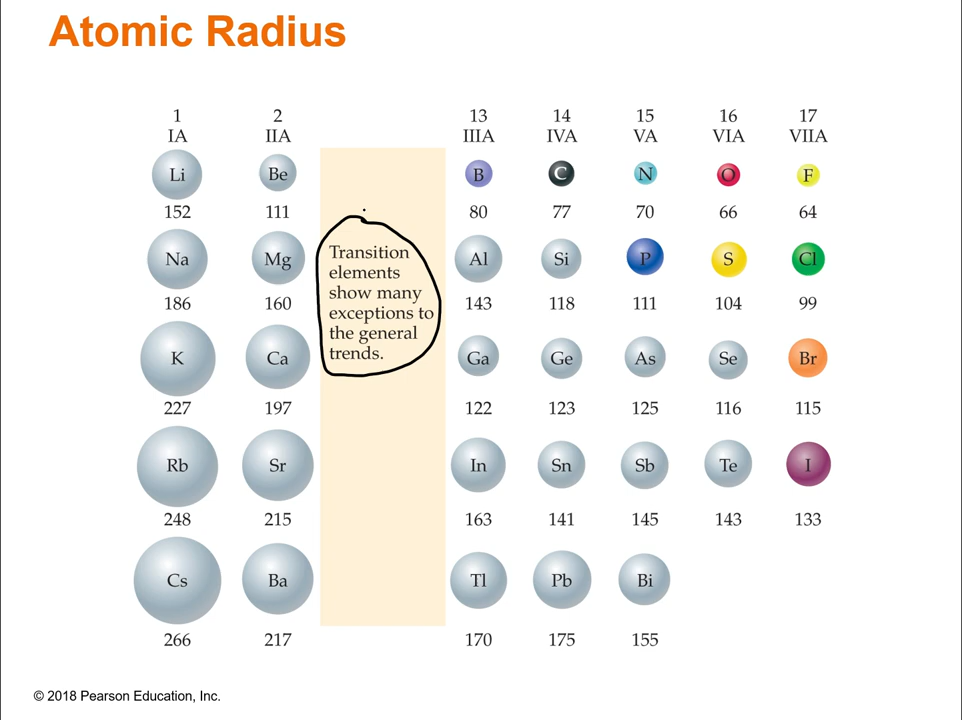 Atomic Radius
1 2 13 14 15 16 17
IA IIA IIIA IVA VA VIA VIIA
Li Be B C N O F
152 111 80 77 70 66 64
Transition
elements
show many
exceptions to
the general
trends.
Na Mg Al Si P S Cl
186 160 143 118 111 104 99
K Ca Ga Ge As Se Br
227 197 122 123 125 116 115
Rb Sr In Sn Sb Te I
248 215 163 141 145 143 133
Cs Ba Tl Pb Bi
266 217 170 175 155
© 2018 Pearson Education, Inc.